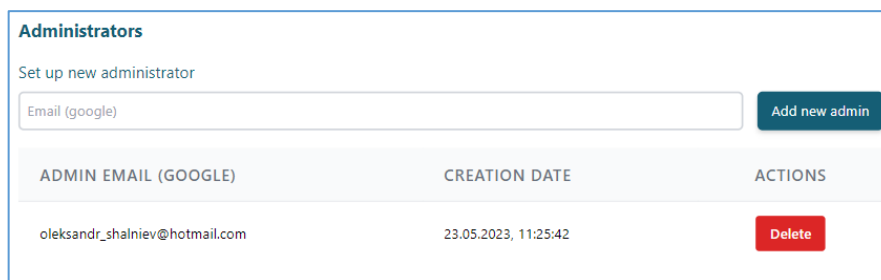 Administrators
Set up new administrator
Email (google)
Add new admin
ADMIN EMAIL (GOOGLE) CREATION DATE ACTIONS
oleksandr_shalniev@hotmail.com 23.05.2023, 11:25:42 Delete